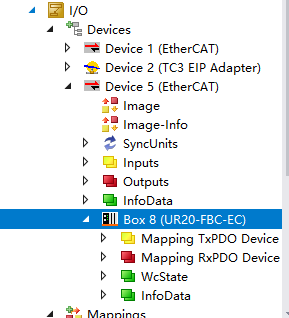 I/O
Devices
Device 1 (EtherCAT)
Device 2 (TC3 EIP Adapter)
Device 5 (EtherCAT)
Image
Image-Info
SyncUnits
Inputs
Outputs
InfoData
Box 8 (UR20-FBC-EC)
Mapping TxPDO Device
Mapping RxPDO Device
WcState
InfoData
Mappings